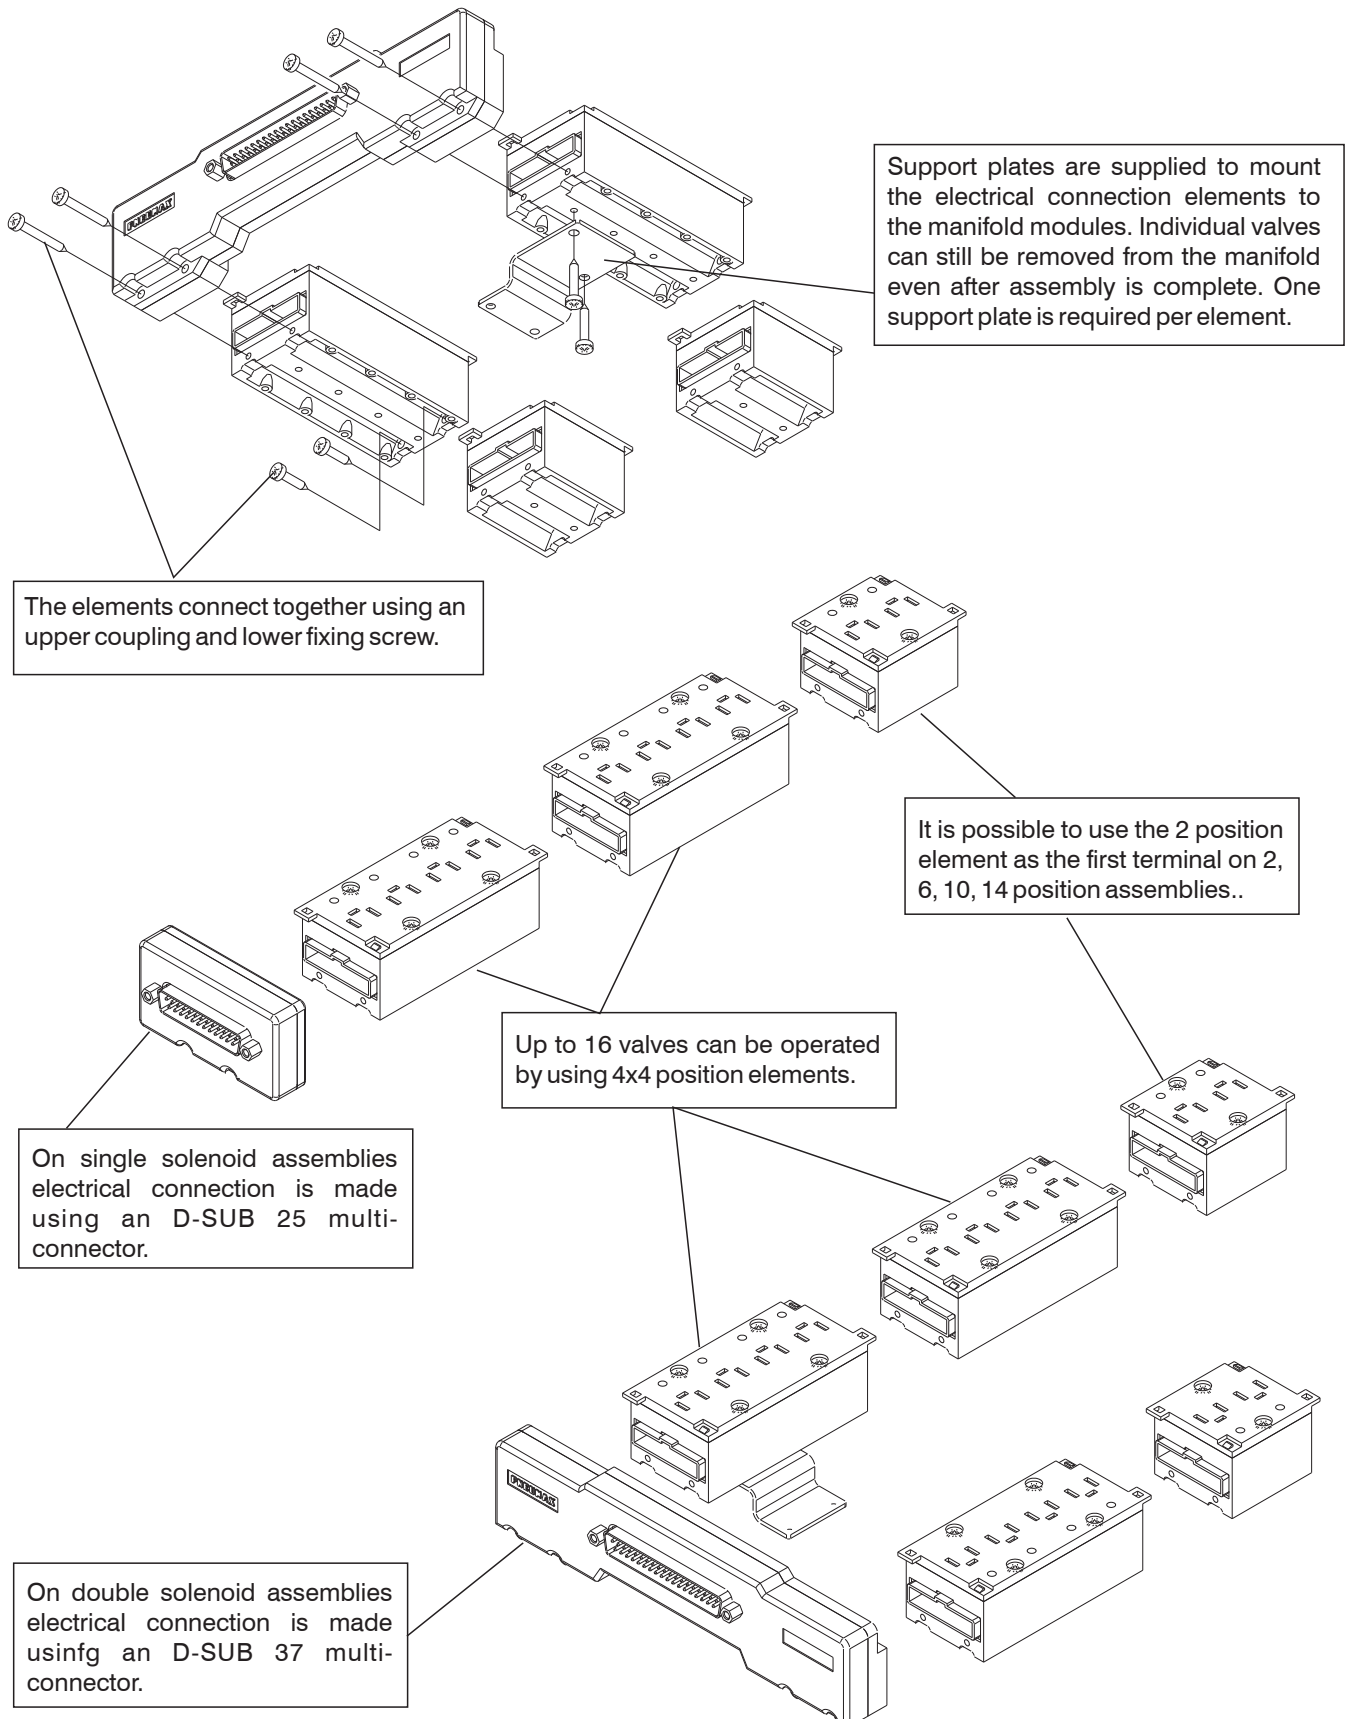 Support plates are supplied to mount
the electrical connection elements to
the manifold modules. Individual valves
can still be removed from the manifold
even after assembly is complete. One
support plate is required per element.
The elements connect together using an
upper coupling and lower fixing screw.
It is possible to use the 2 position
element as the first terminal on 2,
6, 10, 14 position assemblies..
Up to 16 valves can be operated
by using 4x4 position elements.
On single solenoid assemblies
electrical connection is made
using an D-SUB 25 multi-
connector.
On double solenoid assemblies
electrical connection is made
usinfg an D-SUB 37 multi-
connector.